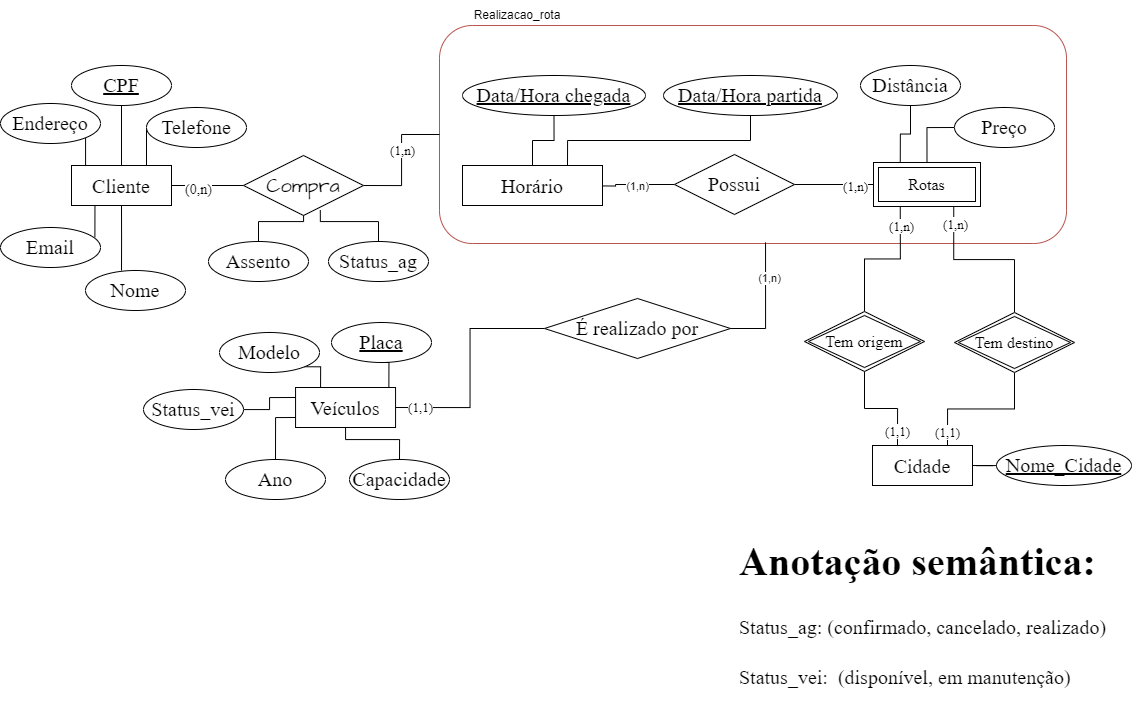 Realizacao_rota
CPF
Data/Hora chegada
Data/Hora partida
Distância
Endereço
Telefone
Preço
(1,n)
Cliente
(0,n)
Compra
Horário
(1,n)
Possui
(1,n)
Rotas
(1,n)
(1,n)
Email
Assento
Status_ag
Nome
(1,n)
É realizado por
Tem origem
Tem destino
Modelo
Placa
Status_vei
Veículos
(1,1)
(1,1)
(1,1)
Ano
Capacidade
Cidade
Nome_Cidade
Anotação semântica:
Status_ag: (confirmado, cancelado, realizado)
Status_vei:  (disponível, em manutenção)